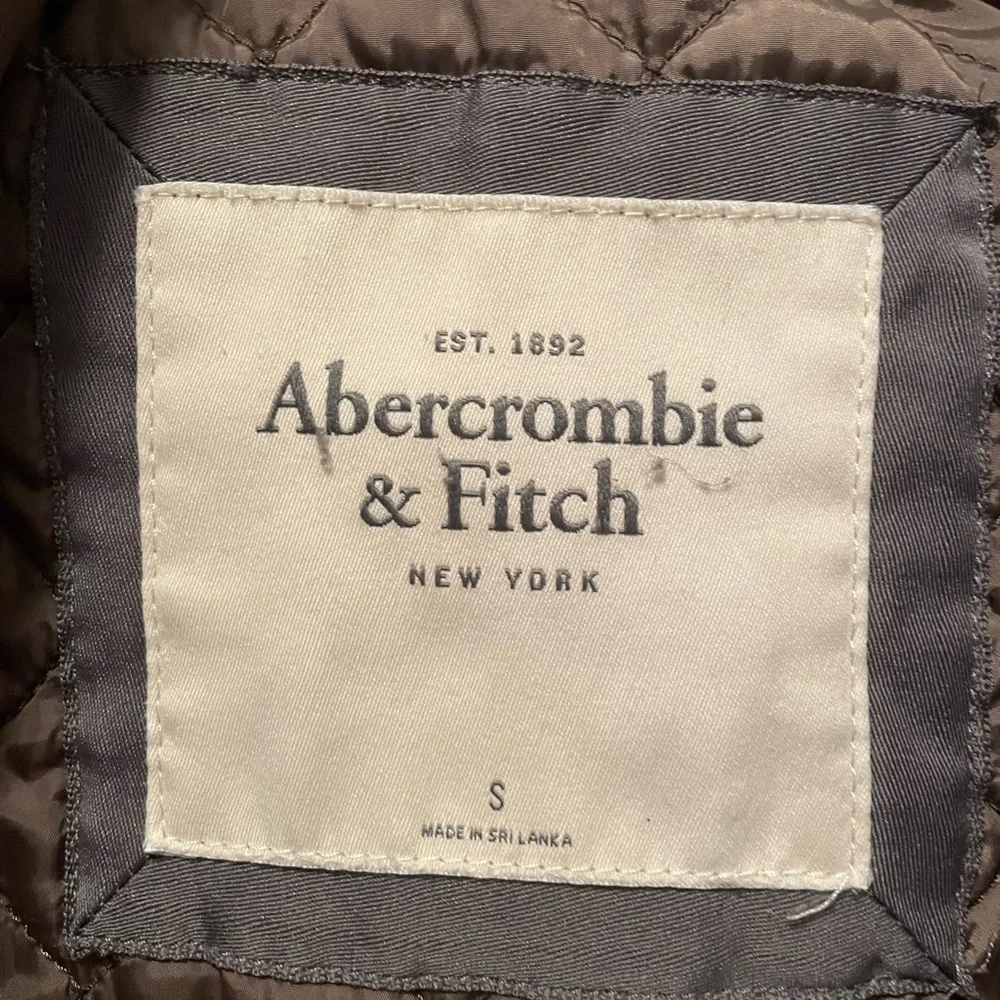 EST. 1892
Abercrombie
& Fitch
NEW YORK
S
MADE IN SRI LANKA